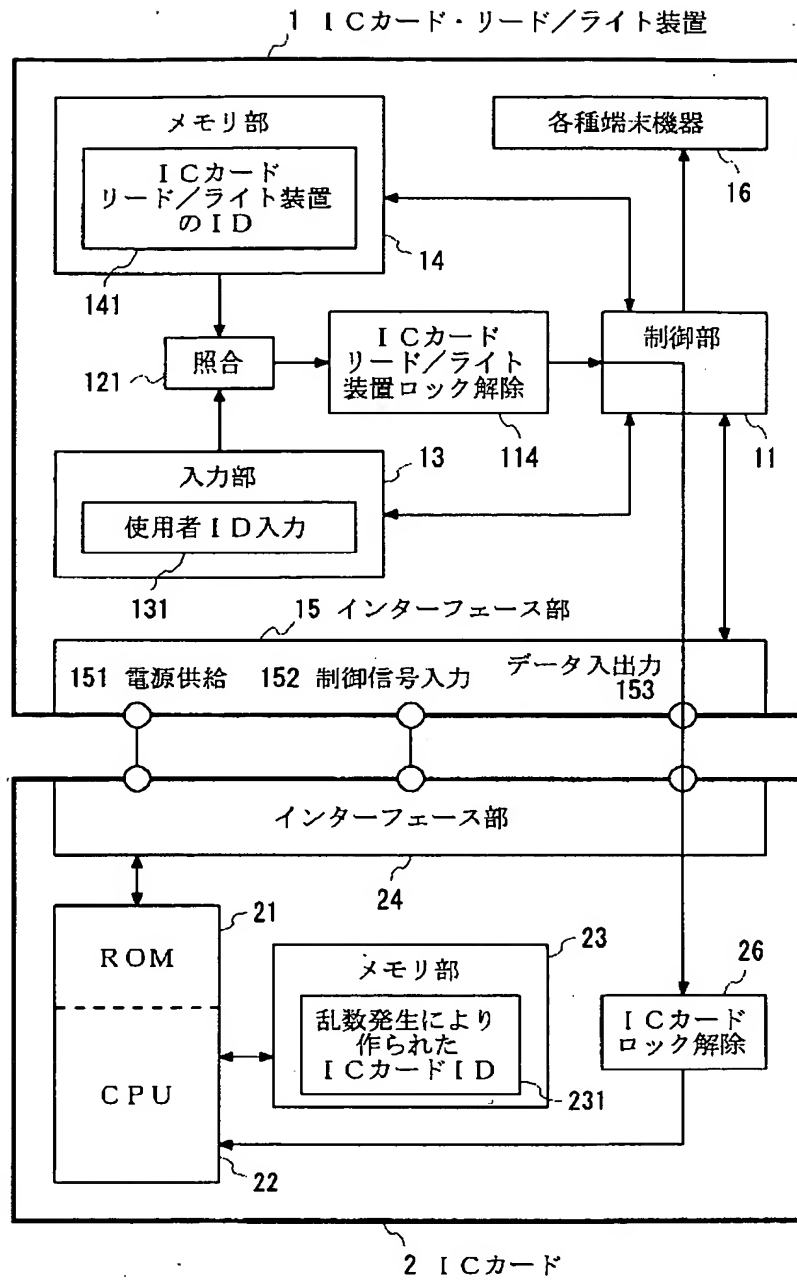 1 ICカード・リード/ライト装置
メモリ部
ICカード
リード/ライト装置
のID
141
14
各種端末機器
16
照合
121
ICカード
リード/ライト
装置ロック解除
114
制御部
11
入力部
13
使用者ID入力
131
15 インターフェース部
151 電源供給
152 制御信号入力
データ入出力
153
インターフェース部
24
ROM
21
CPU
22
メモリ部
23
乱数発生により
作られた
ICカードID
231
26
ICカード
ロック解除
2 ICカード